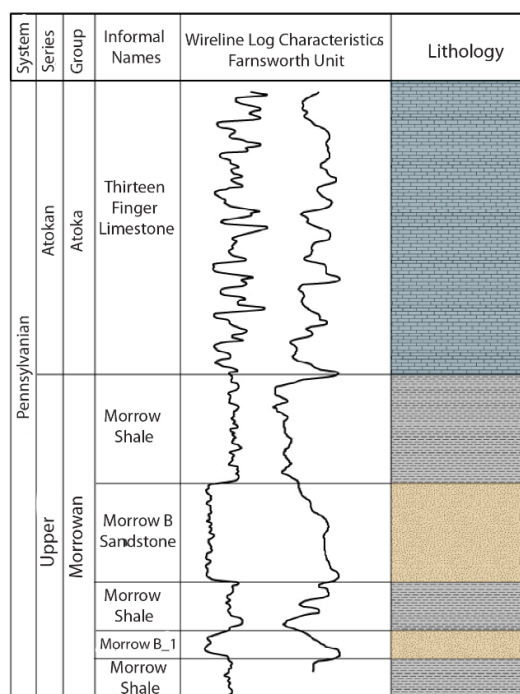 System
Series
Group
Informal
Names
Wireline Log Characteristics
Farnsworth Unit
Lithology
Pennsylvanian
Atokan
Atoka
Thirteen
Finger
Limestone
Upper
Morrowan
Morrow
Shale
Morrow B
Sandstone
Morrow
Shale
Morrow B_1
Morrow
Shale